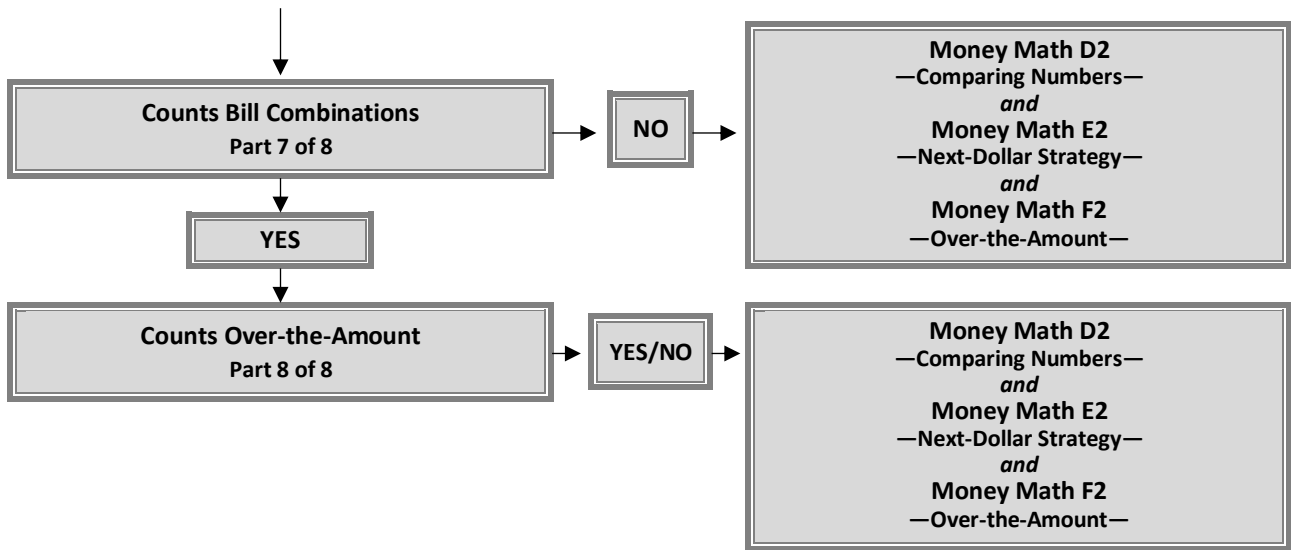 Counts Bill Combinations
Part 7 of 8
NO
Money Math D2
—Comparing Numbers—
and
Money Math E2
—Next-Dollar Strategy—
and
Money Math F2
—Over-the-Amount—
YES
Counts Over-the-Amount
Part 8 of 8
YES/NO
Money Math D2
—Comparing Numbers—
and
Money Math E2
—Next-Dollar Strategy—
and
Money Math F2
—Over-the-Amount—